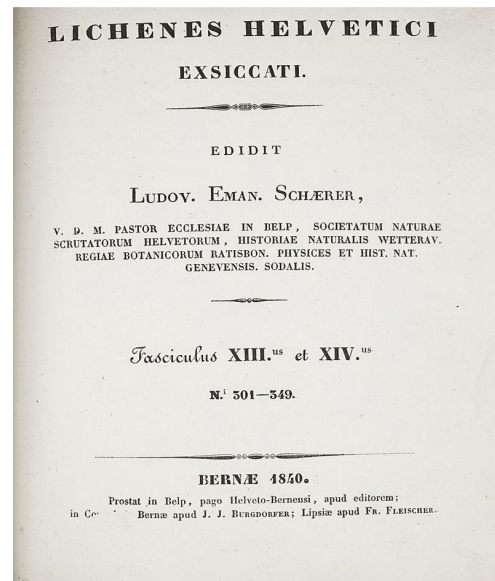 LICHENES HELVETICI
EXSICCATI.
EDIDIT
LUDOV. EMAN. SCHÆRER,
V. D. M. PASTOR ECCLESIAE IN BELP, SOCIETATUM NATURAE
SCRUTATORUM HELVETORUM, HISTORIAE NATURALIS WETTERAV.
REGIAE BOTANICORUM RATISBON. PHYSICES ET HIST. NAT.
GENEVENSIS. SODALIS.
Fasciculus XIII.us et XIV.us
N.i 301—349.
BERNÆ 1840.
Prostat in Belp, pago Helveto-Bernensi, apud editorem;
in Bernæ apud J. J. BURGDORFER; Lipsiæ apud FR. FLEISCHER.